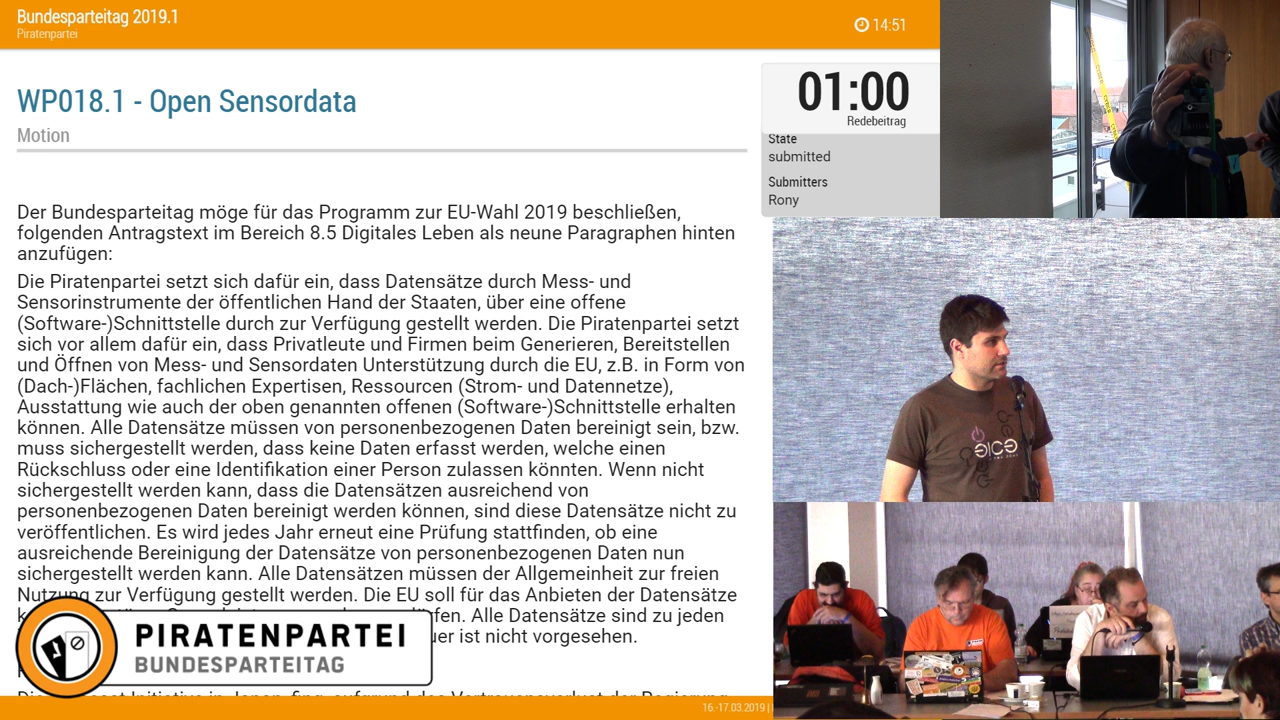 Bundesparteitag 2019.1
Piratenpartei
14:51
WP018.1 - Open Sensordata
Motion
01:00
Redebeitrag
State
submitted
Submitters
Rony
Der Bundesparteitag möge für das Programm zur EU-Wahl 2019 beschließen,
folgenden Antragstext im Bereich 8.5 Digitales Leben als neune Paragraphen hinten
anzufügen:
Die Piratenpartei setzt sich dafür ein, dass Datensätze durch Mess- und
Sensorinstrumente der öffentlichen Hand der Staaten, über eine offene
(Software-)Schnittstelle durch zur Verfügung gestellt werden. Die Piratenpartei setzt
sich vor allem dafür ein, dass Privatleute und Firmen beim Generieren, Bereitstellen
und Öffnen von Mess- und Sensordaten Unterstützung durch die EU, z.B. in Form von
(Dach-)Flächen, fachlichen Expertisen, Ressourcen (Strom- und Datennetze),
Ausstattung wie auch der oben genannten offenen (Software-)Schnittstelle erhalten
können. Alle Datensätze müssen von personenbezogenen Daten bereinigt sein, bzw.
muss sichergestellt werden, dass keine Daten erfasst werden, welche einen
Rückschluss oder eine Identifikation einer Person zulassen könnten. Wenn nicht
sichergestellt werden kann, dass die Datensätzen ausreichend von
personenbezogenen Daten bereinigt werden können, sind diese Datensätze nicht zu
veröffentlichen. Es wird jedes Jahr erneut eine Prüfung stattfinden, ob eine
ausreichende Bereinigung der Datensätze von personenbezogenen Daten nun
sichergestellt werden kann. Alle Datensätzen müssen der Allgemeinheit zur freien
Nutzung zur Verfügung gestellt werden. Die EU soll für das Anbieten der Datensätze
Alle Datensätze sind zu jeden
ist nicht vorgesehen.
PIRATENPARTEI
BUNDESPARTEITAG
16.-17.03.2019 |